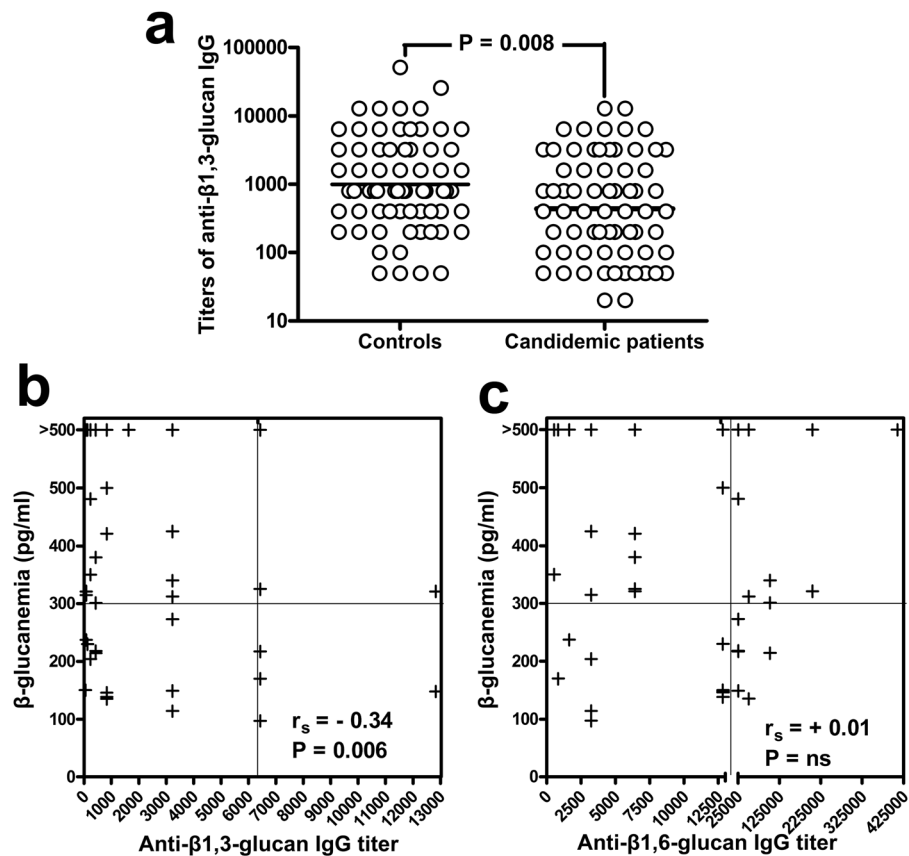 a
P = 0.008
Titers of anti-β1,3-glucan IgG
100000
10000
1000
100
10
Controls
Candidemic patients
b
β-glucanemia (pg/ml)
>500
500
400
300
200
100
0
r_s = - 0.34
P = 0.006
0
1000
2000
3000
4000
5000
6000
7000
8000
9000
10000
11000
12000
13000
Anti-β1,3-glucan IgG titer
c
β-glucanemia (pg/ml)
>500
500
400
300
200
100
0
r_s = + 0.01
P = ns
0
2500
5000
7500
10000
12500
25000
125000
225000
325000
425000
Anti-β1,6-glucan IgG titer